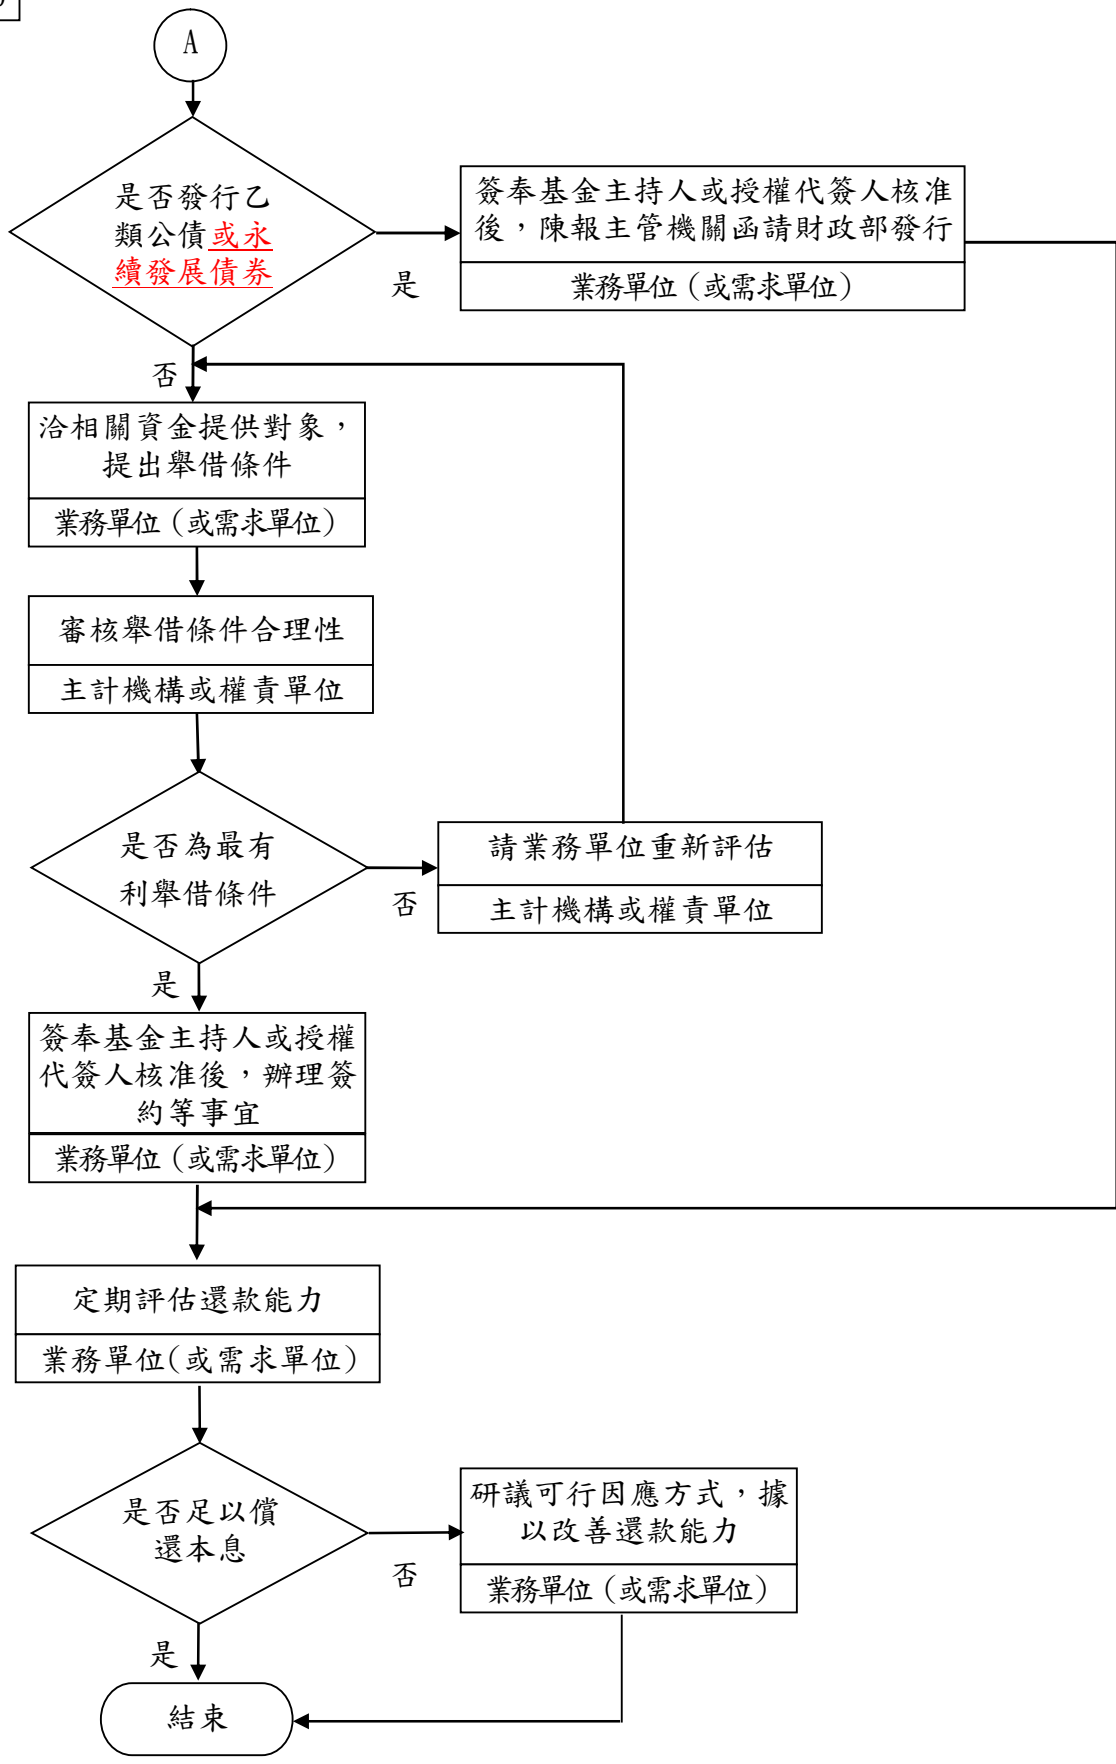 A
是否發行乙
類公債或永
續發展債券
是
簽奉基金主持人或授權代簽人核准
後，陳報主管機關函請財政部發行
業務單位（或需求單位）
否
洽相關資金提供對象，
提出舉借條件
業務單位（或需求單位）
審核舉借條件合理性
主計機構或權責單位
是否為最有
利舉借條件
否
請業務單位重新評估
主計機構或權責單位
是
簽奉基金主持人或授權
代簽人核准後，辦理簽
約等事宜
業務單位（或需求單位）
定期評估還款能力
業務單位(或需求單位)
是否足以償
還本息
否
研議可行因應方式，據
以改善還款能力
業務單位（或需求單位）
是
結束